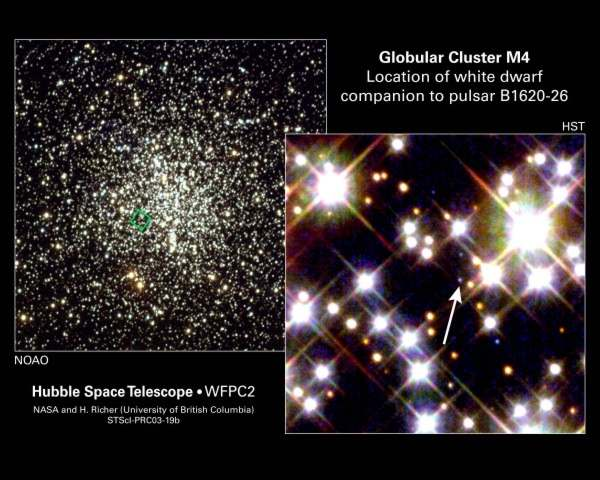 Globular Cluster M4
Location of white dwarf
companion to pulsar B1620-26
HST
NOAO
Hubble Space Telescope • WFPC2
NASA and H. Richer (University of British Columbia)
STScI-PRC03-19b